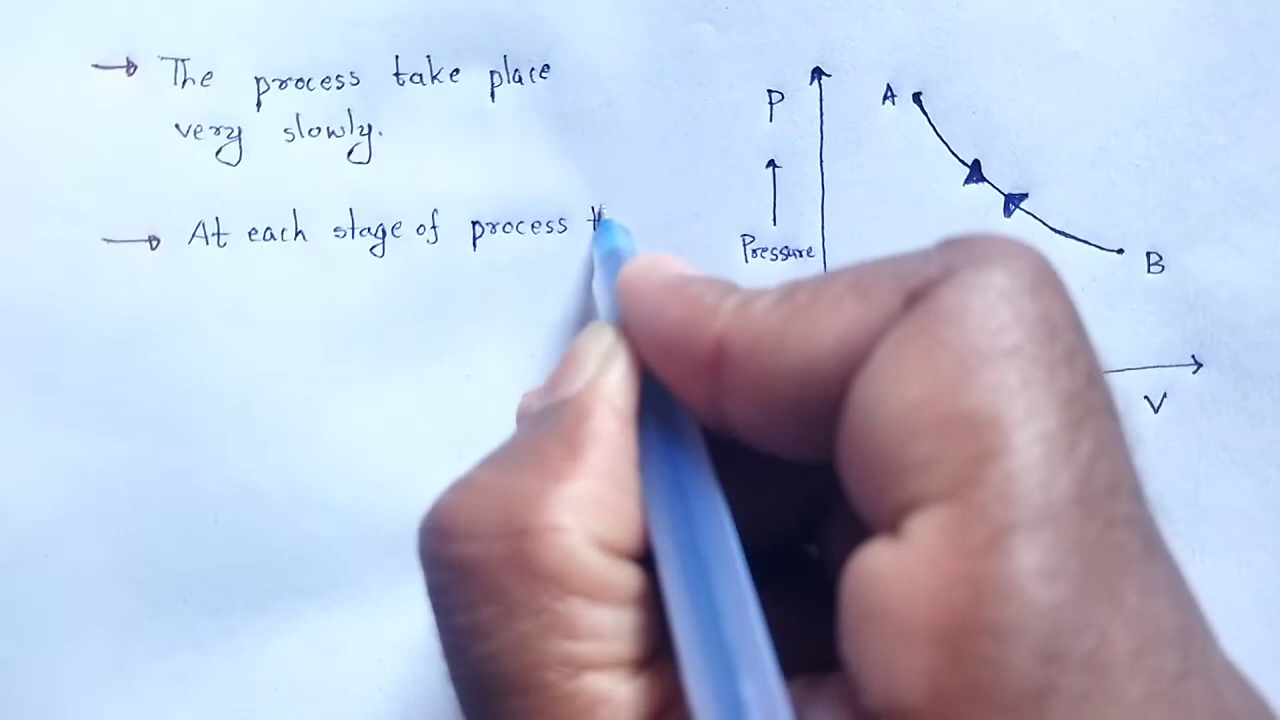 → The process take place
very slowly.
→ At each stage of process
P
Pressure
A
B
V